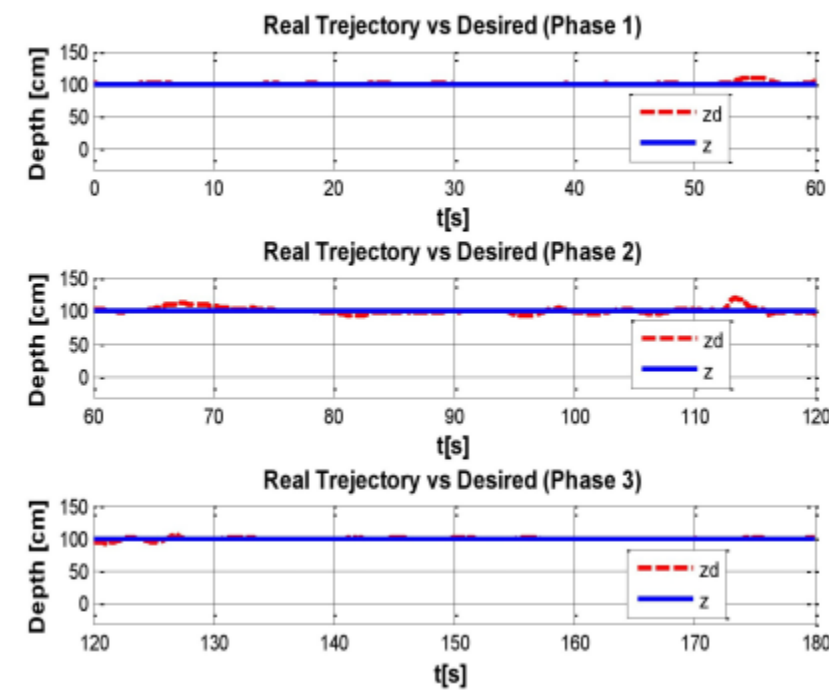 Real Trejectory vs Desired (Phase 1)
150
100
50
0
Depth [cm]
zd
z
0 10 20 30 40 50 60
t[s]
Real Trejectory vs Desired (Phase 2)
150
100
50
0
Depth [cm]
zd
z
60 70 80 90 100 110 120
t[s]
Real Trejectory vs Desired (Phase 3)
150
100
50
0
Depth [cm]
zd
z
120 130 140 150 160 170 180
t[s]